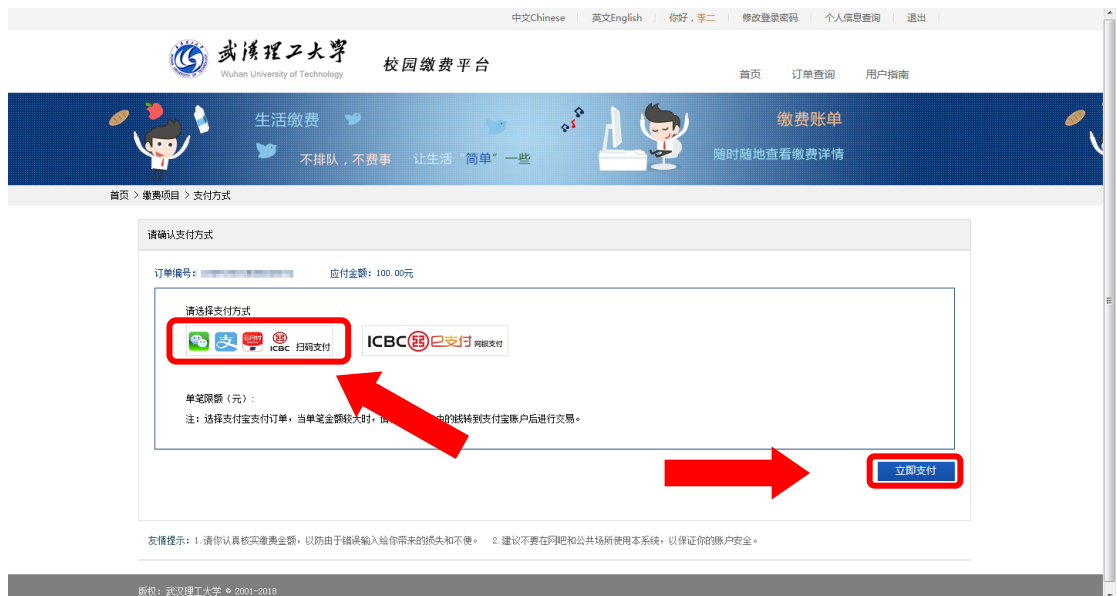 中文Chinese 英文English 你好,李二 修改登录密码 个人信息查询 退出
武汉理工大学
Wuhan University of Technology
校园缴费平台
首页 订单查询 用户指南
生活缴费
不排队,不费事 让生活“简单”一些
缴费账单
随时随地查看缴费详情
首页 > 缴费项目 > 支付方式
请确认支付方式
订单编号: 应付金额: 100.00元
请选择支付方式
支 ICBC 扫码支付
ICBC e支付 网银支付
单笔限额(元):
注: 选择支付宝支付订单,当单笔金额较大时, 中的钱转到支付宝账户后进行交易。
立即支付
友情提示: 1.请你认真核实缴费金额,以防由于错误输入给你带来的损失和不便。 2.建议不要在网吧和公共场所使用本系统,以保证你的账户安全。
版权: 武汉理工大学 © 2001-2018